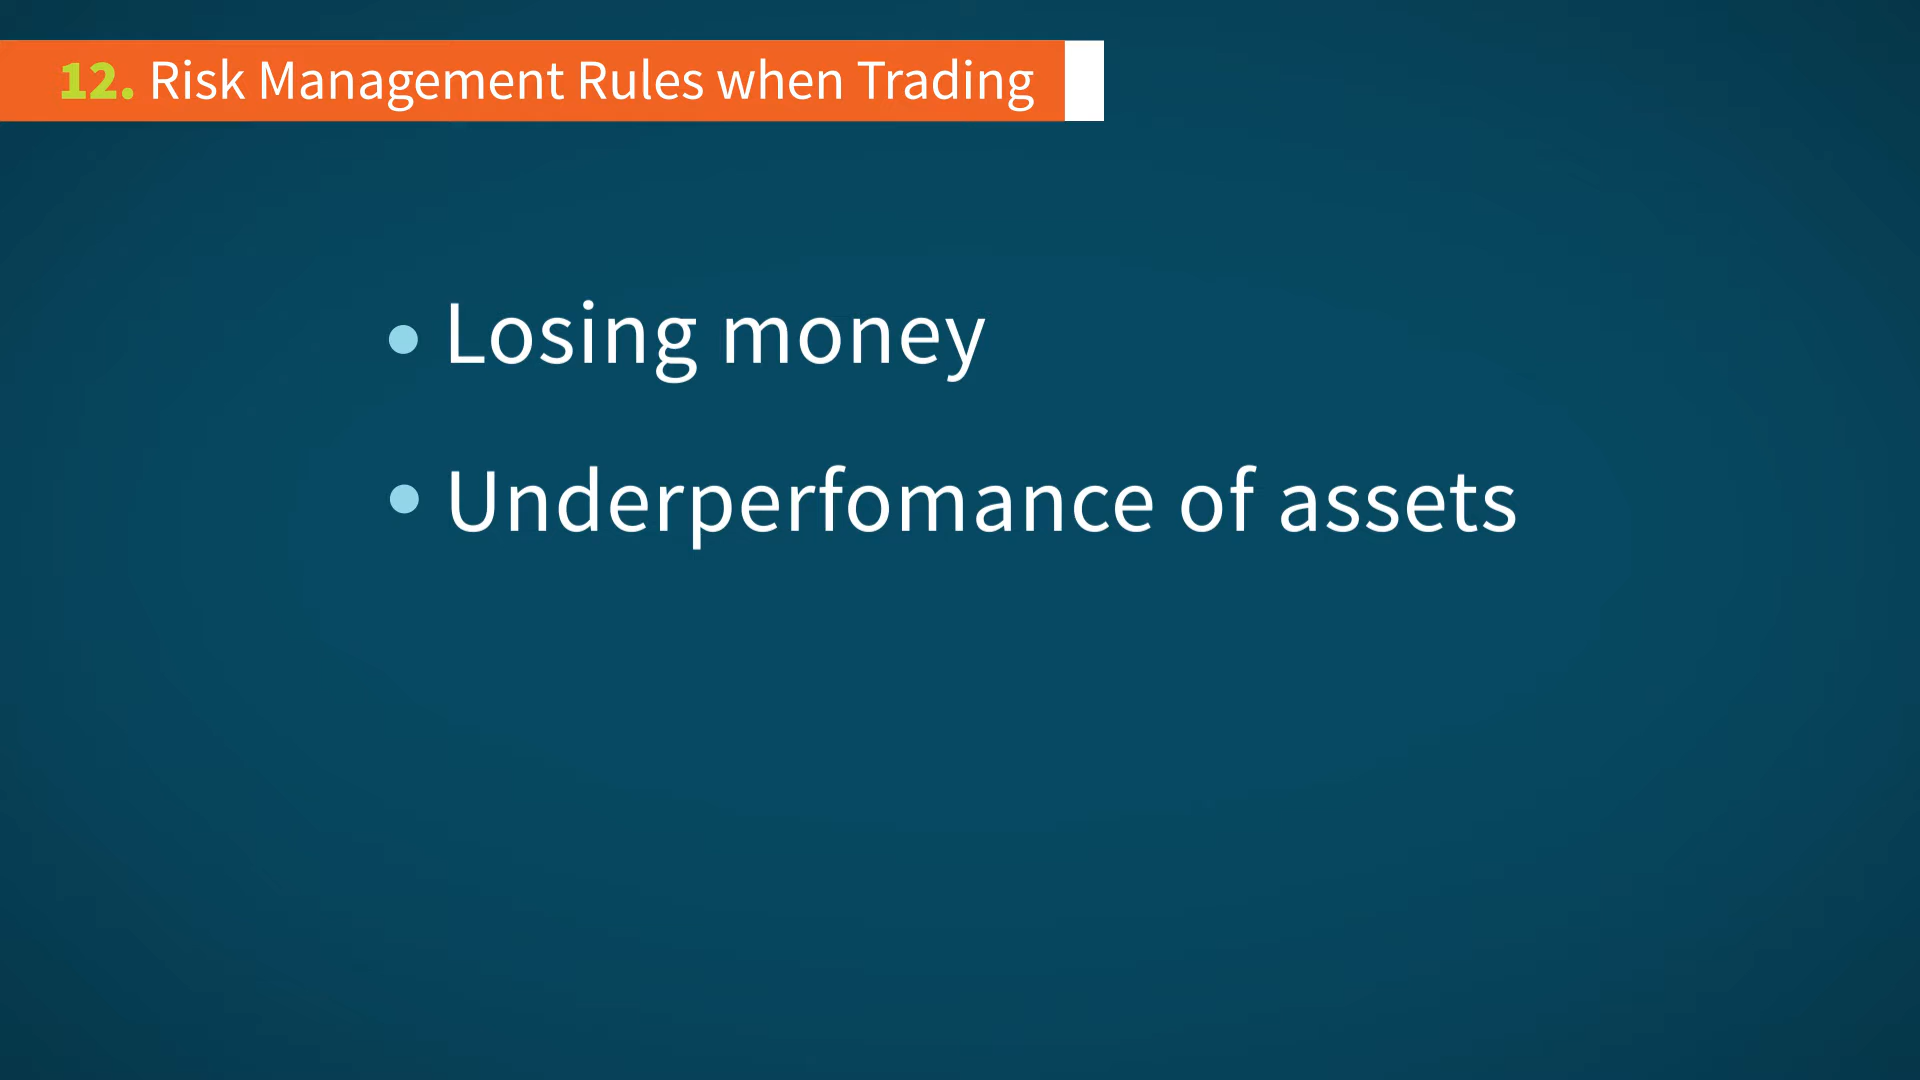 12. Risk Management Rules when Trading
• Losing money
• Underperfomance of assets